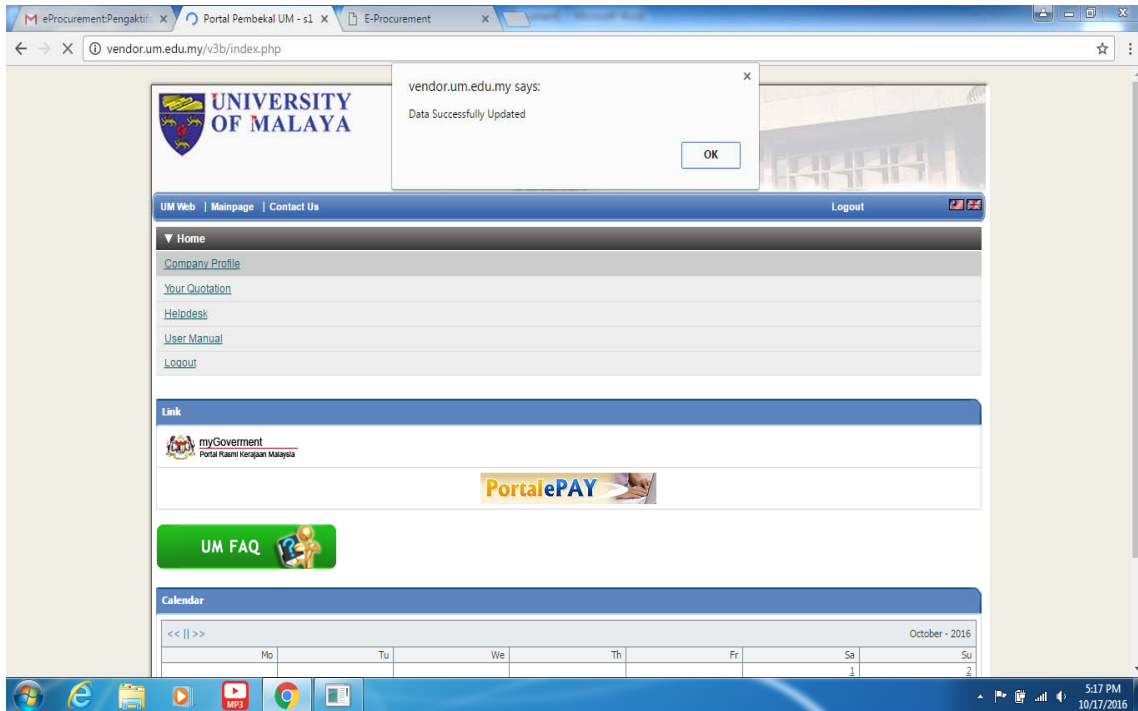 eProcurement:Pengaktif
Portal Pembekal UM - s1
E-Procurement
vendor.um.edu.my/v3b/index.php
UNIVERSITY
OF MALAYA
vendor.um.edu.my says:
Data Successfully Updated
OK
UM Web | Mainpage | Contact Us
Logout
▼ Home
Company Profile
Your Quotation
Helpdesk
User Manual
Logout
Link
myGoverment
Portal Rasmi Kerajaan Malaysia
PortalePAY
UM FAQ
Calendar
<< || >>
October - 2016
Mo Tu We Th Fr Sa Su
1 2
MP3
5:17 PM
10/17/2016